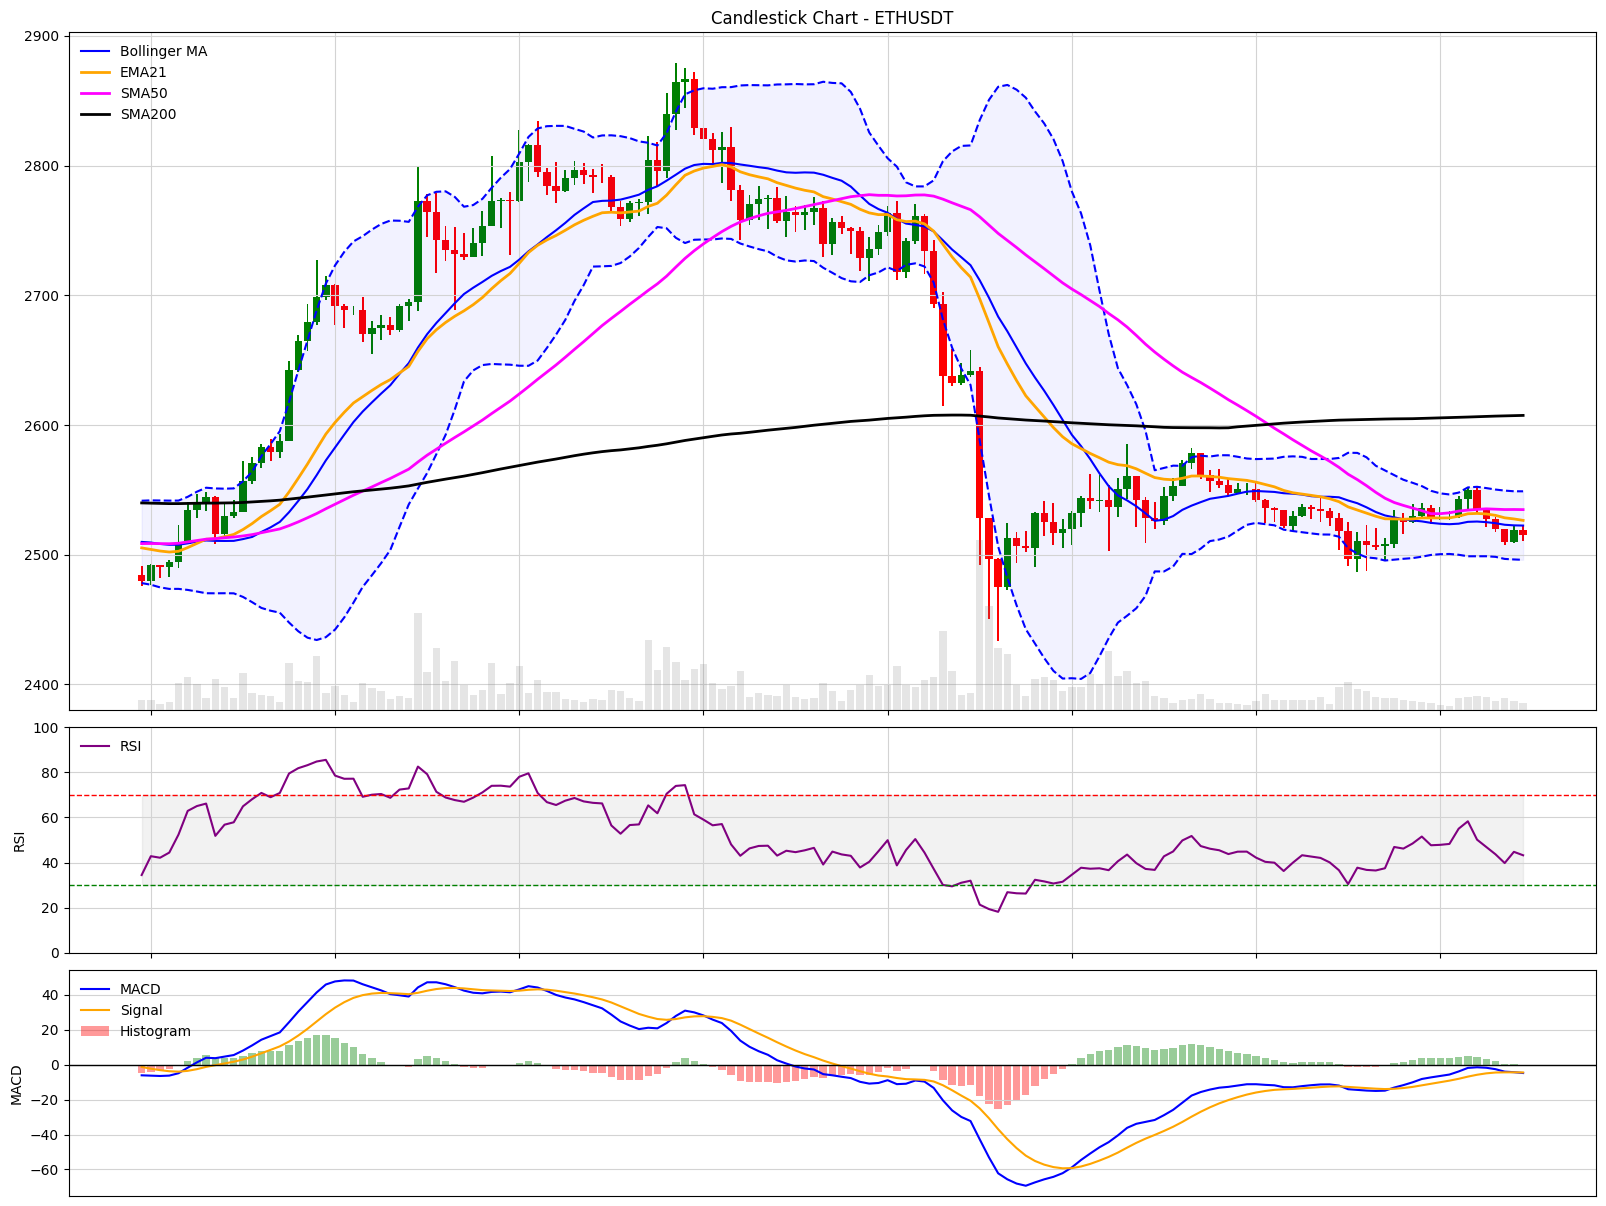 Candlestick Chart - ETHUSDT
2900
2800
2700
2600
2500
2400
Bollinger MA
EMA21
SMA50
SMA200
100
80
60
40
20
0
RSI
RSI
40
20
0
−20
−40
−60
MACD
MACD
Signal
Histogram